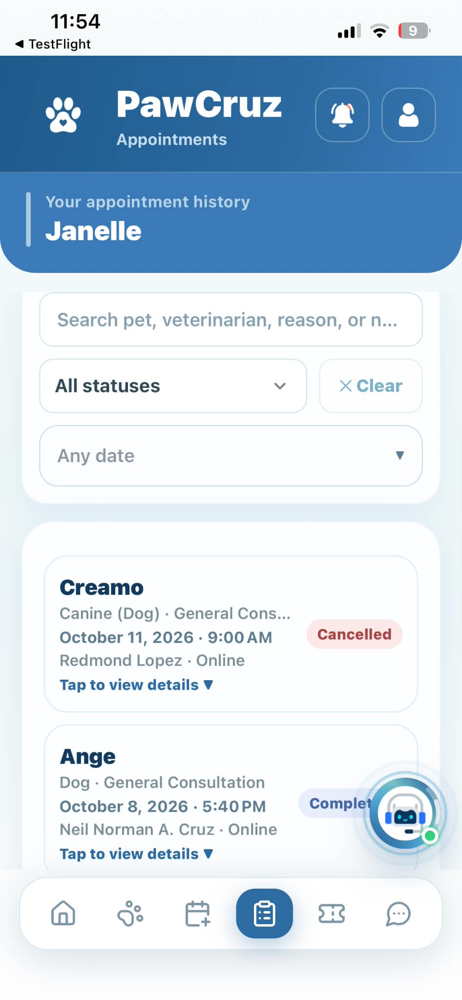 11:54
9
◀ TestFlight
PawCruz
Appointments
Your appointment history
Janelle
Search pet, veterinarian, reason, or n...
All statuses
Clear
Any date
Creamo
Canine (Dog) · General Cons...
October 11, 2026 · 9:00 AM
Cancelled
Redmond Lopez · Online
Tap to view details ▼
Ange
Dog · General Consultation
October 8, 2026 · 5:40 PM
Complet
Neil Norman A. Cruz · Online
Tap to view details ▼